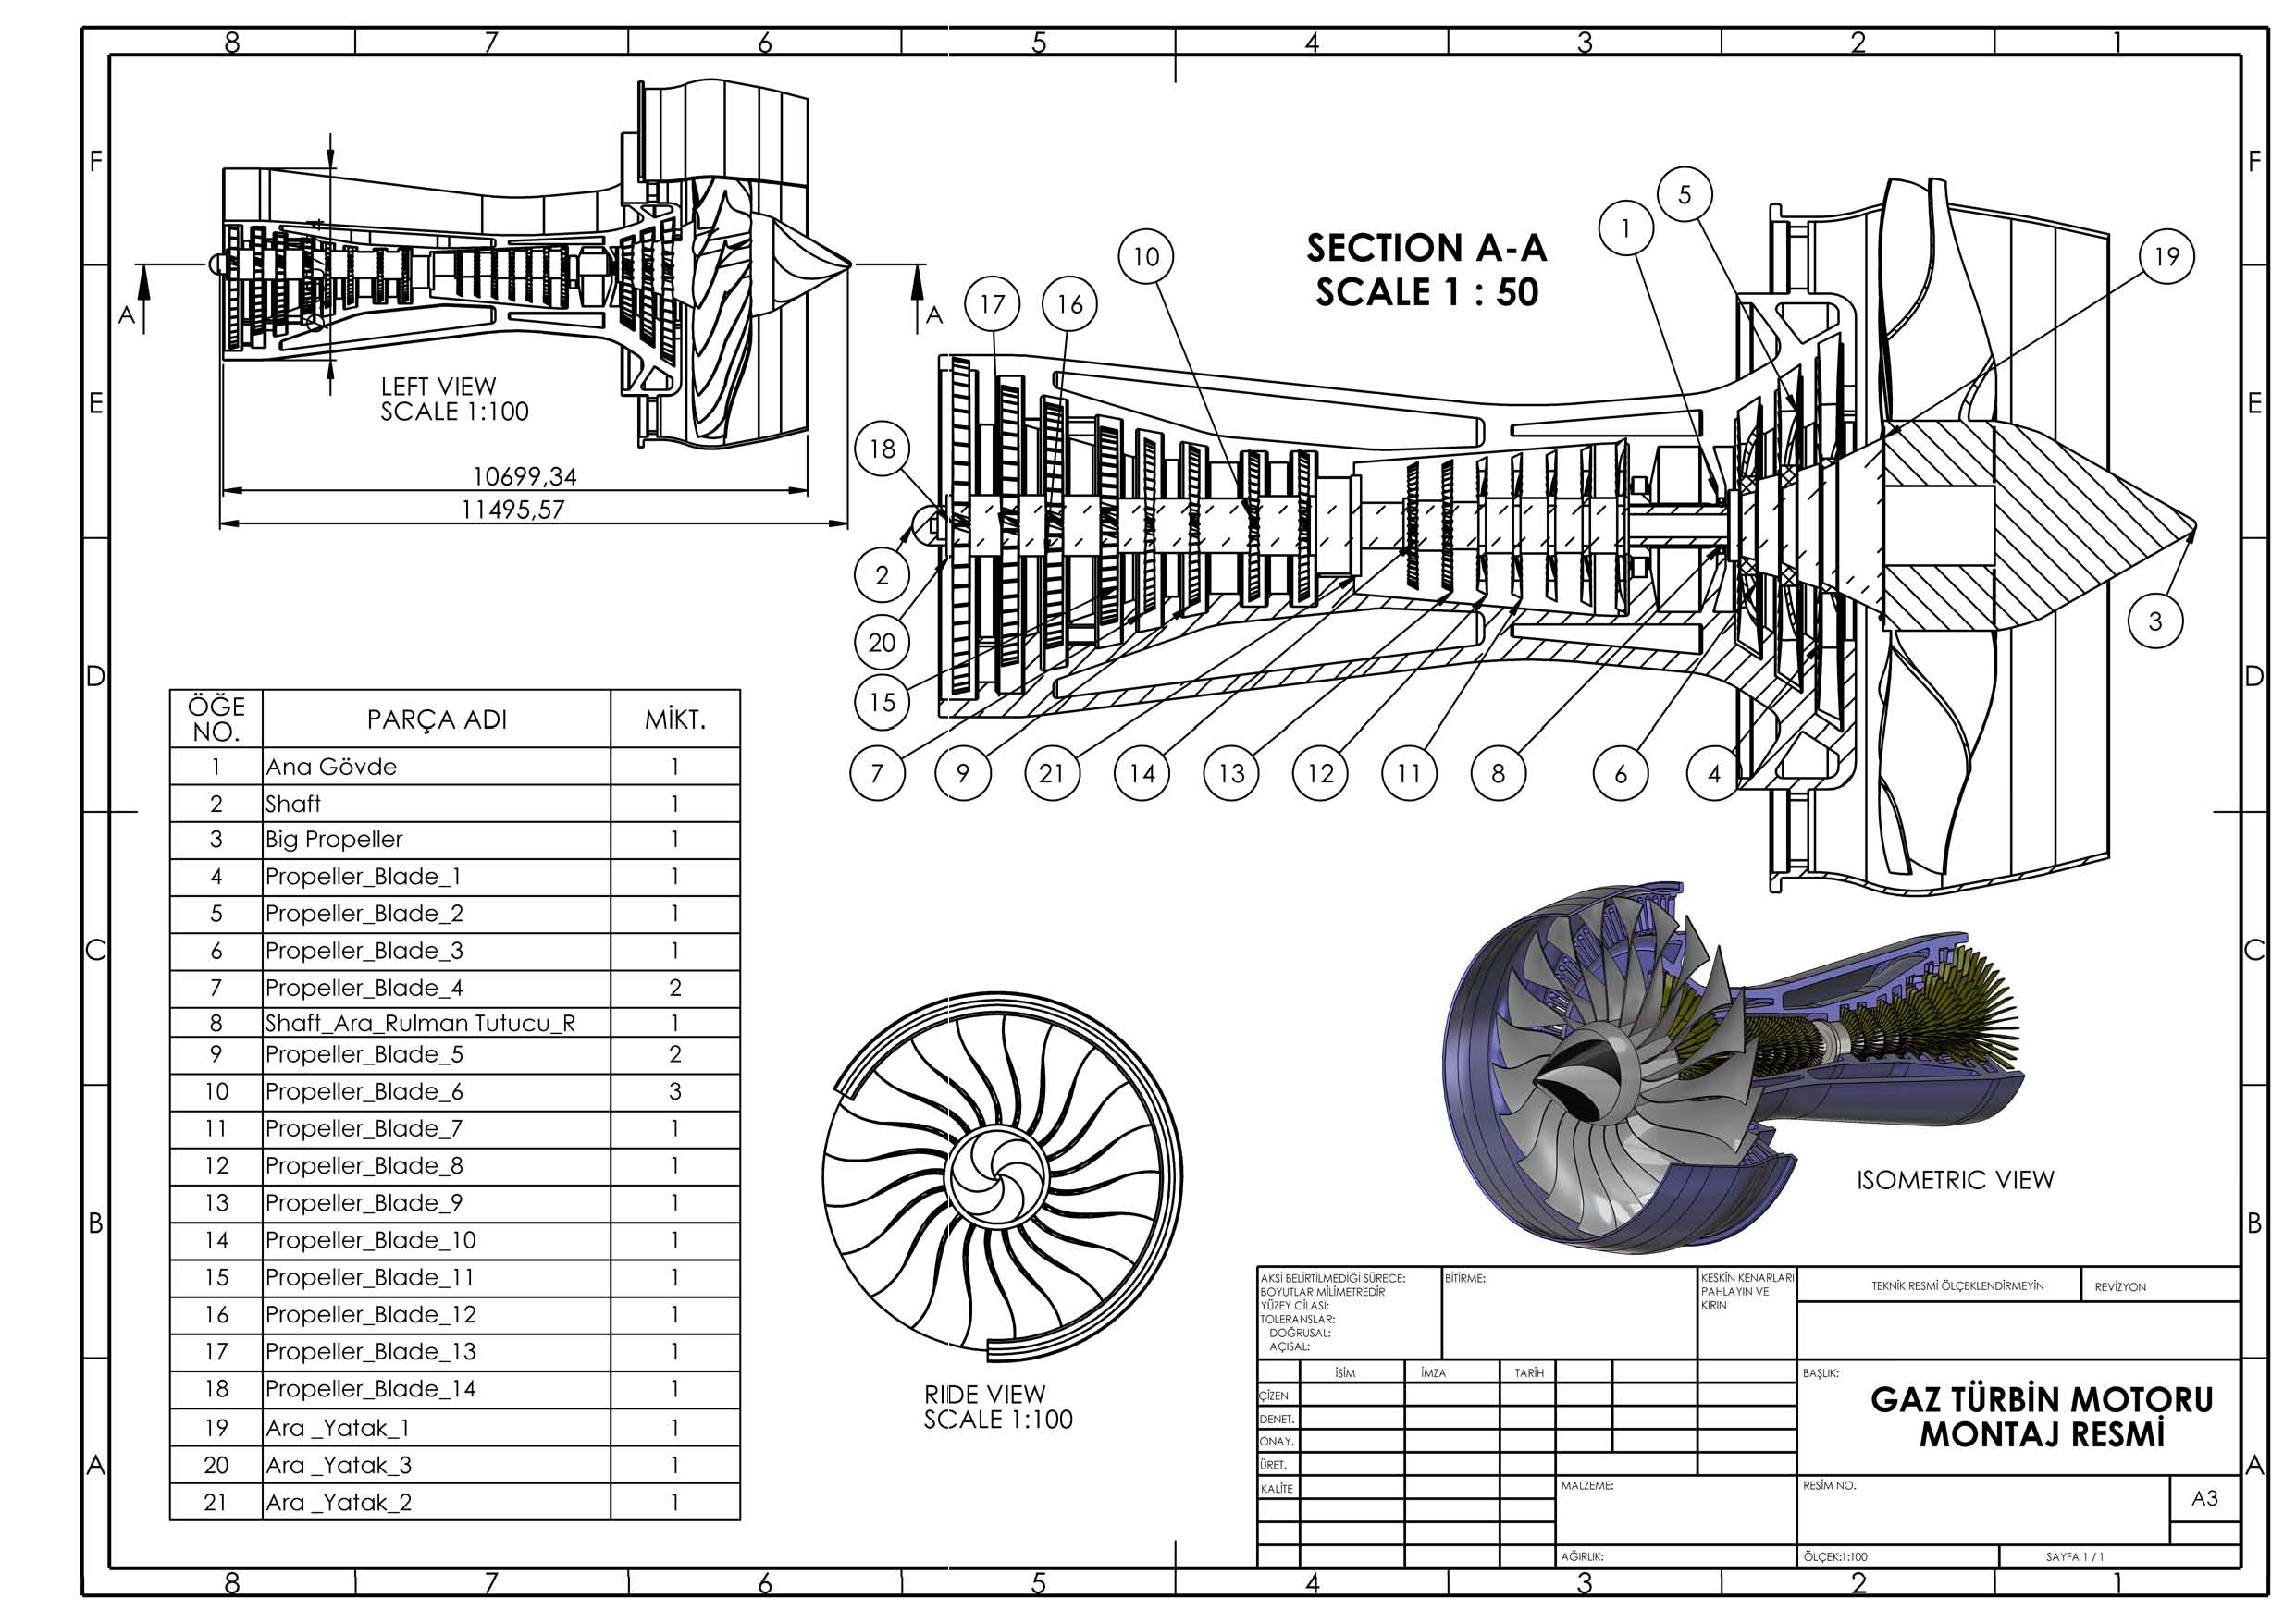 8 7 6 5 4 3 2 1
F
E
D
C
B
A
F
E
D
C
B
A
A
A
LEFT VIEW
SCALE 1:100
10699,34
11495,57
SECTION A-A
SCALE 1 : 50
5
1
19
10
17
16
18
2
20
15
3
7
9
21
14
13
12
11
8
6
4
ÖĞE NO. PARÇA ADI MİKT.
1 Ana Gövde 1
2 Shaft 1
3 Big Propeller 1
4 Propeller_Blade_1 1
5 Propeller_Blade_2 1
6 Propeller_Blade_3 1
7 Propeller_Blade_4 2
8 Shaft_Ara_Rulman Tutucu_R 1
9 Propeller_Blade_5 2
10 Propeller_Blade_6 3
11 Propeller_Blade_7 1
12 Propeller_Blade_8 1
13 Propeller_Blade_9 1
14 Propeller_Blade_10 1
15 Propeller_Blade_11 1
16 Propeller_Blade_12 1
17 Propeller_Blade_13 1
18 Propeller_Blade_14 1
19 Ara _Yatak_1 1
20 Ara _Yatak_3 1
21 Ara _Yatak_2 1
RIDE VIEW
SCALE 1:100
ISOMETRIC VIEW
AKSİ BELİRTİLMEDİĞİ SÜRECE:
BOYUTLAR MİLİMETREDİR
YÜZEY CİLASI:
TOLERANSLAR:
DOĞRUSAL:
AÇISAL:
BİTİRME:
KESKİN KENARLARI
PAHLAYIN VE
KIRIN
TEKNİK RESMİ ÖLÇEKLENDİRMEYİN
REVİZYON
İSİM İMZA TARİH
ÇİZEN
DENET.
ONAY.
ÜRET.
KALİTE
BAŞLIK:
GAZ TÜRBİN MOTORU
MONTAJ RESMİ
MALZEME:
RESİM NO.
A3
AĞIRLIK:
ÖLÇEK:1:100
SAYFA 1 / 1
8 7 6 5 4 3 2 1